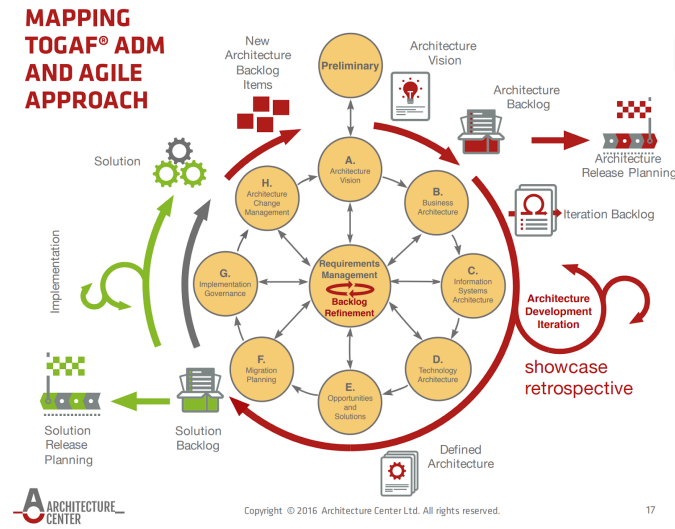 MAPPING
TOGAF® ADM
AND AGILE
APPROACH
New
Architecture
Backlog
Items
Preliminary
Architecture
Vision
Architecture
Backlog
Architecture
Release Planning
Solution
A.
Architecture
Vision
H.
Architecture
Change
Management
B.
Business
Architecture
Iteration Backlog
Implementation
G.
Implementation
Governance
Requirements
Management
Backlog
Refinement
C.
Information
Systems
Architecture
Architecture
Development
Iteration
showcase
retrospective
F.
Migration
Planning
E.
Opportunities
and
Solutions
D.
Technology
Architecture
Solution
Release
Planning
Solution
Backlog
Defined
Architecture
ARCHITECTURE
CENTER
Copyright © 2016 Architecture Center Ltd. All rights reserved.
17